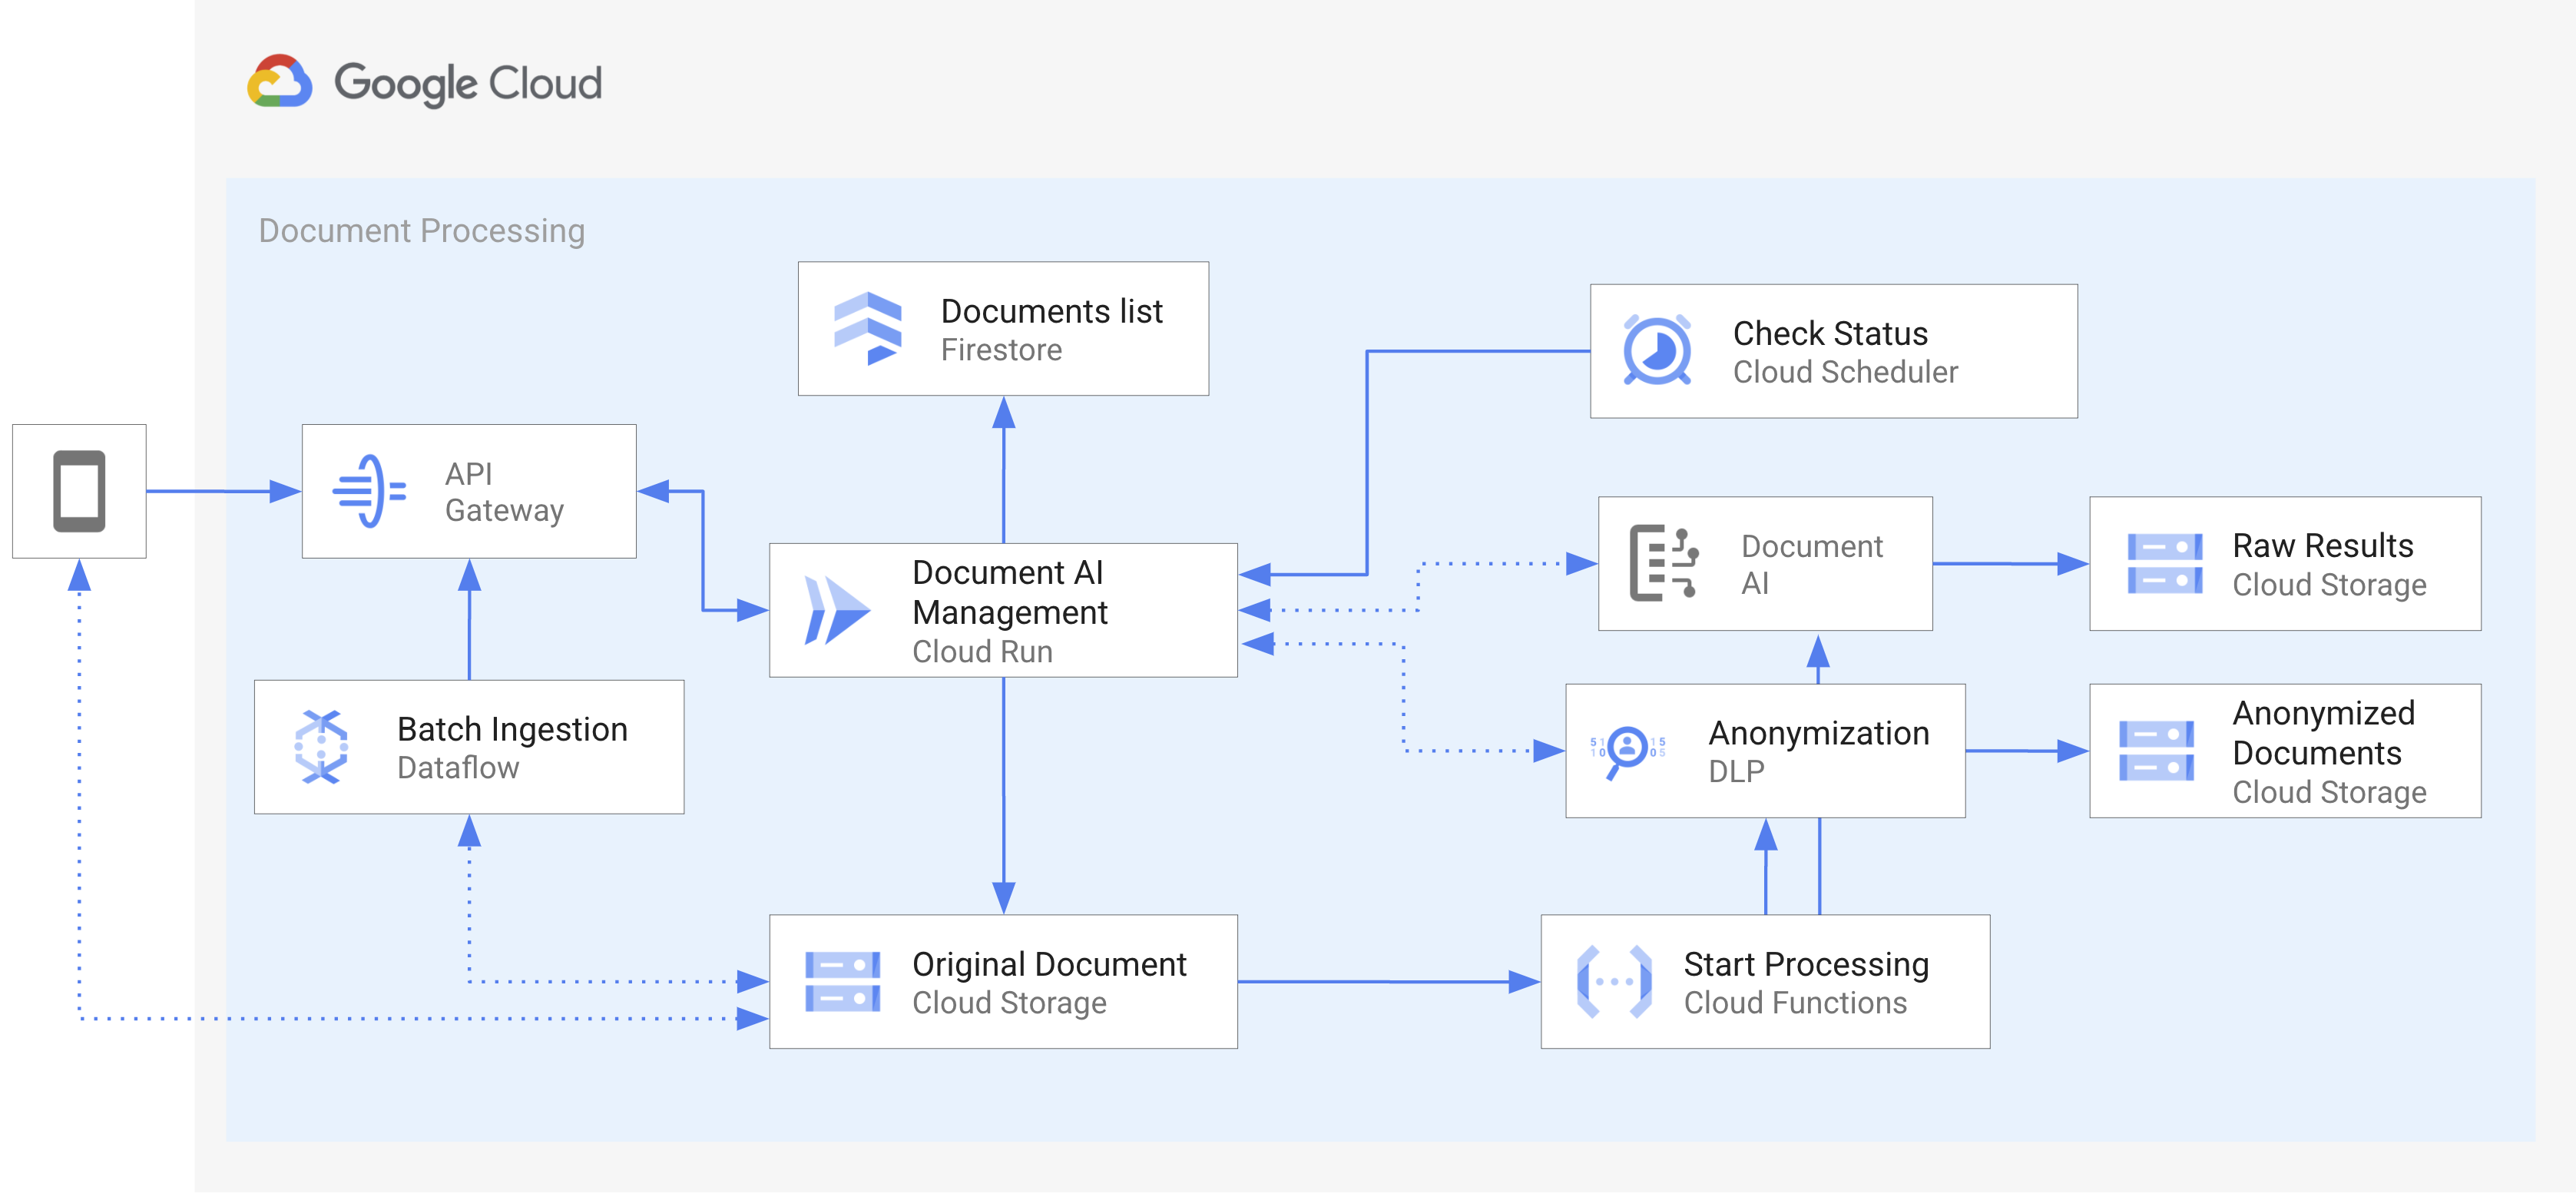 Google Cloud
Document Processing
Documents list
Firestore
Check Status
Cloud Scheduler
API
Gateway
Document AI
Management
Cloud Run
Document
AI
Raw Results
Cloud Storage
Batch Ingestion
Dataflow
Anonymization
DLP
Anonymized
Documents
Cloud Storage
Original Document
Cloud Storage
Start Processing
Cloud Functions